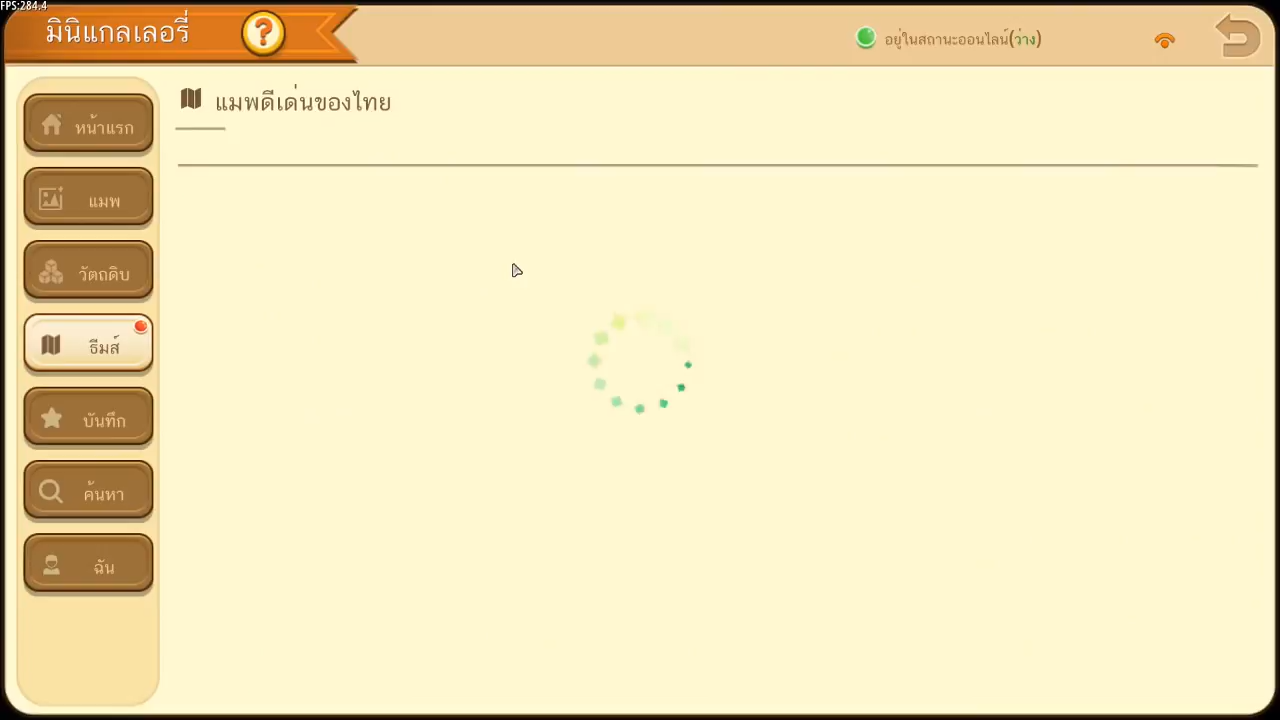 FPS:284.4
มินิแกลเลอรี่
?
อยู่ในสถานะออนไลน์(ว่าง)
แมพดีเด่นของไทย
หน้าแรก
แมพ
วัตถุดิบ
ธีมส์
บันทึก
ค้นหา
ฉัน